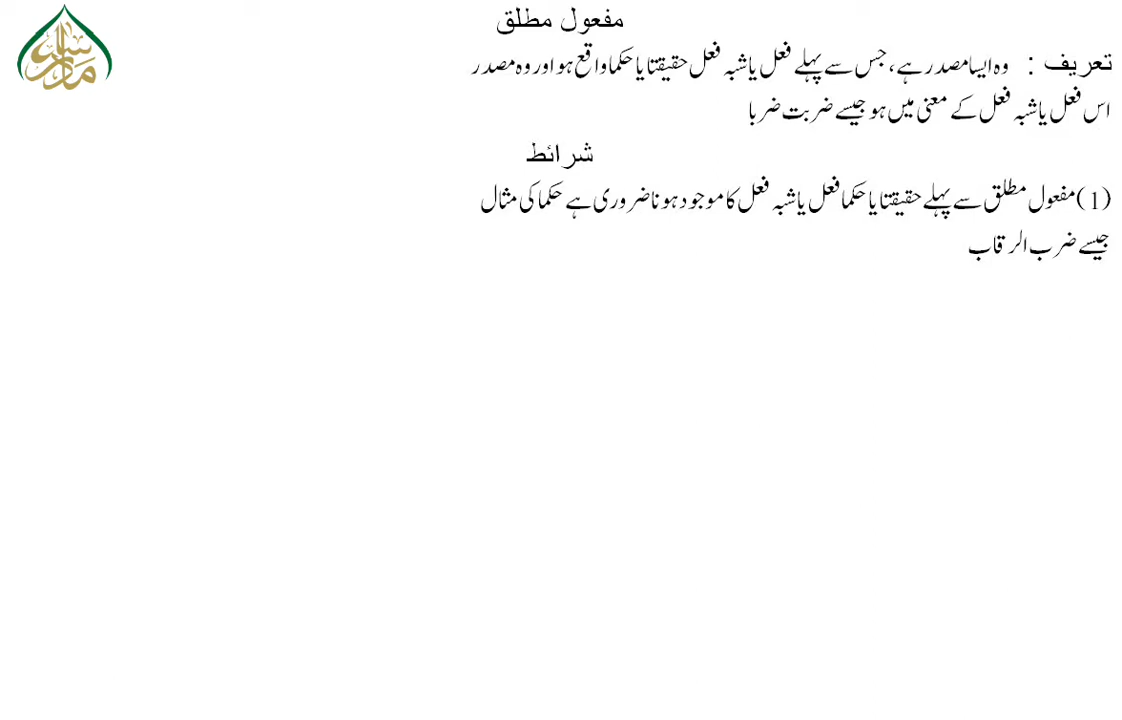 مفعول مطلق
تعریف : وہ ایسا مصدر ہے، جس سے پہلے فعل یا شبہ فعل حقیقتا یا حکما واقع ہو اور وہ مصدر
اس فعل یا شبہ فعل کے معنی میں ہو جیسے ضربت ضربا
شرائط
(1) مفعول مطلق سے پہلے حقیقتا یا حکما فعل یا شبہ فعل کا موجود ہونا ضروری ہے حکما کی مثال
جیسے ضرب الرقاب